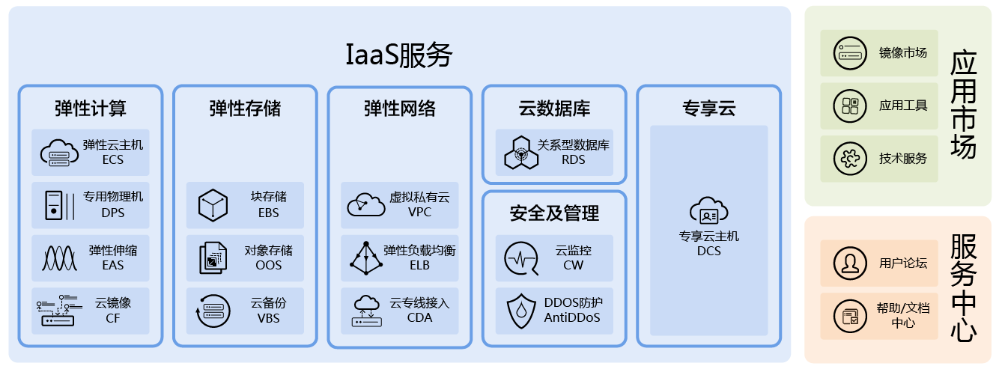 IaaS服务
弹性计算
弹性云主机
ECS
专用物理机
DPS
弹性伸缩
EAS
云镜像
CF
弹性存储
块存储
EBS
对象存储
OOS
云备份
VBS
弹性网络
虚拟私有云
VPC
弹性负载均衡
ELB
云专线接入
CDA
云数据库
关系型数据库
RDS
安全及管理
云监控
CW
DDOS防护
AntiDDoS
专享云
专享云主机
DCS
应用市场
镜像市场
应用工具
技术服务
服务中心
用户论坛
帮助/文档
中心